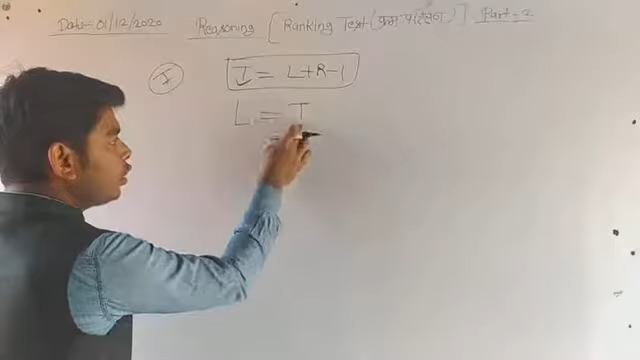 Date:- 01/12/2020 Reasoning [Ranking Test (क्रम परीक्षण)] Part-2
I T = L+R-1
L = T